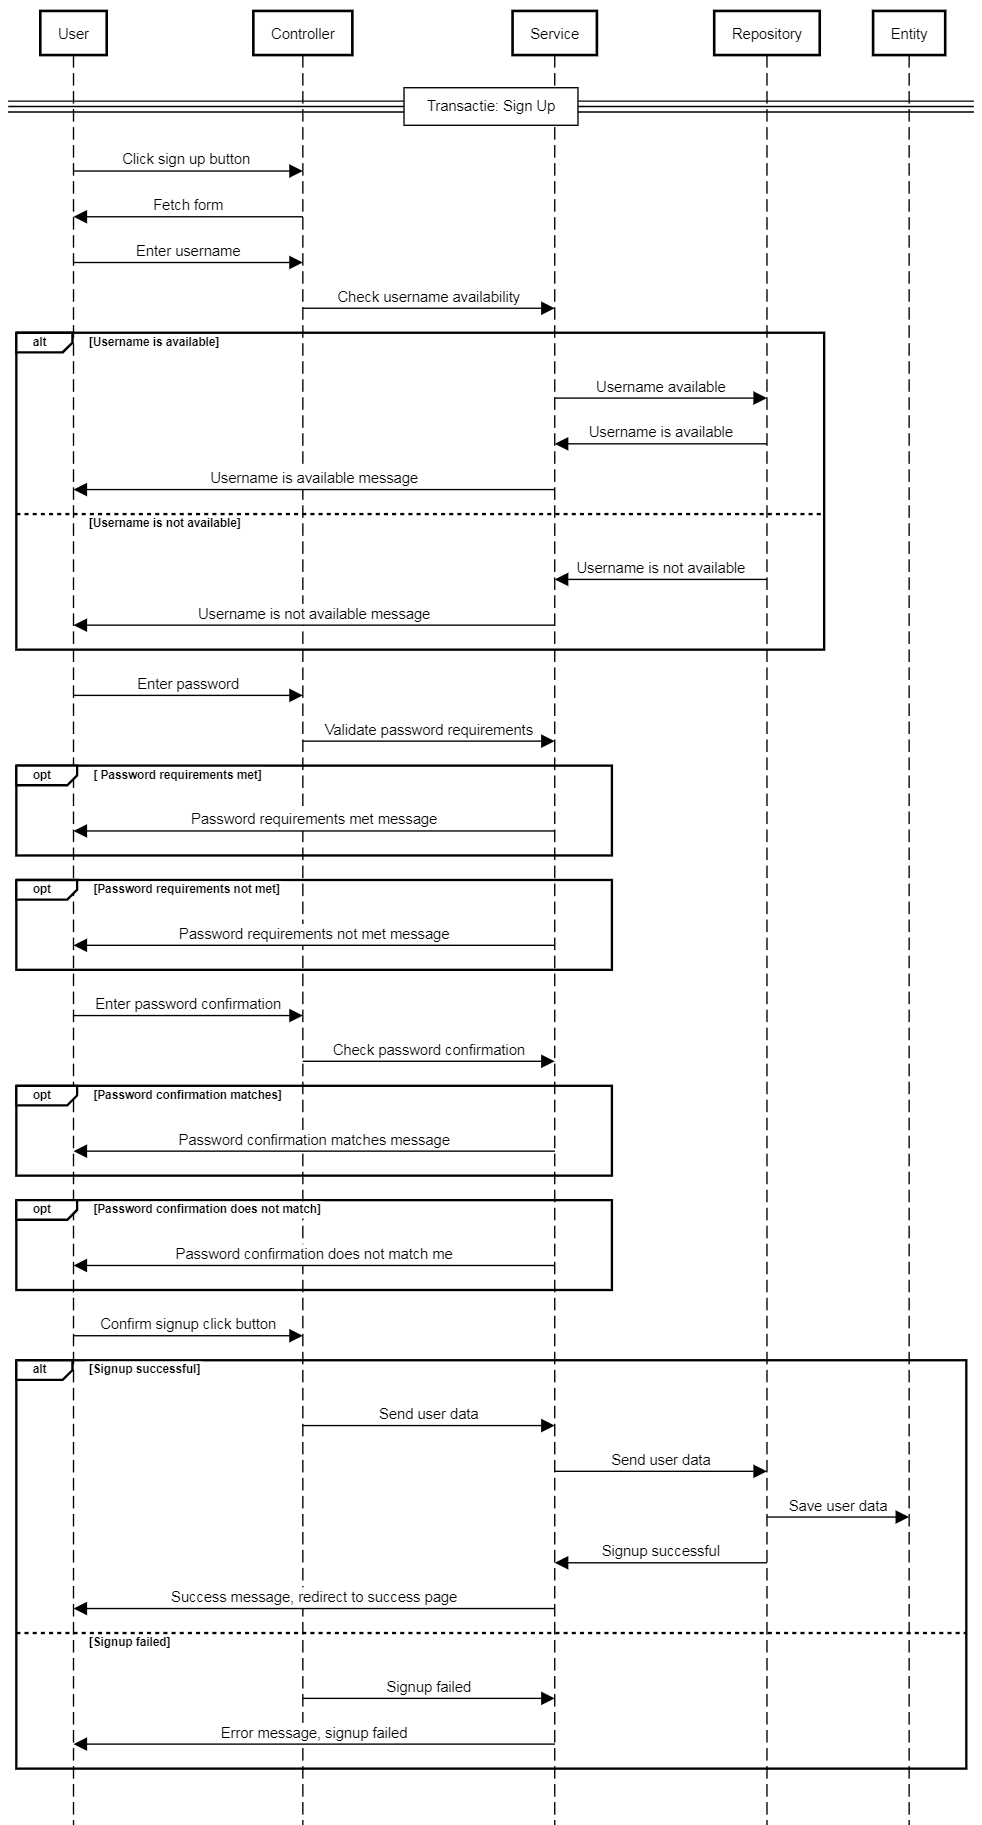 User
Controller
Service
Repository
Entity
Transactie: Sign Up
Click sign up button
Fetch form
Enter username
Check username availability
alt
[Username is available]
Username available
Username is available
Username is available message
[Username is not available]
Username is not available
Username is not available message
Enter password
Validate password requirements
opt
[ Password requirements met]
Password requirements met message
opt
[Password requirements not met]
Password requirements not met message
Enter password confirmation
Check password confirmation
opt
[Password confirmation matches]
Password confirmation matches message
opt
[Password confirmation does not match]
Password confirmation does not match me
Confirm signup click button
alt
[Signup successful]
Send user data
Send user data
Save user data
Signup successful
Success message, redirect to success page
[Signup failed]
Signup failed
Error message, signup failed